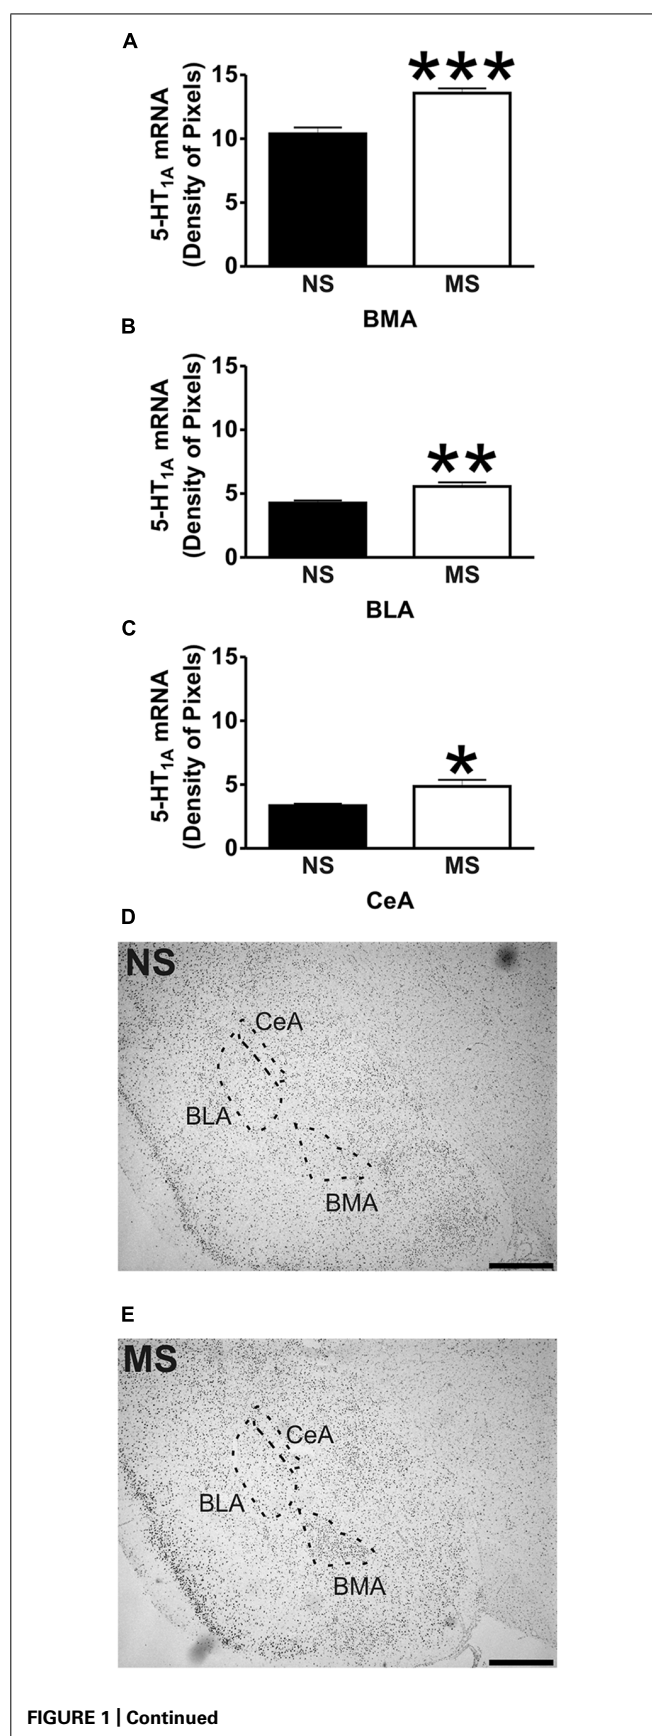 A
***
5-HT1A mRNA
(Density of Pixels)
15
10
5
0
NS MS
BMA
B
**
5-HT1A mRNA
(Density of Pixels)
15
10
5
0
NS MS
BLA
C
*
5-HT1A mRNA
(Density of Pixels)
15
10
5
0
NS MS
CeA
D
NS
CeA
BLA
BMA
E
MS
CeA
BLA
BMA
FIGURE 1 | Continued